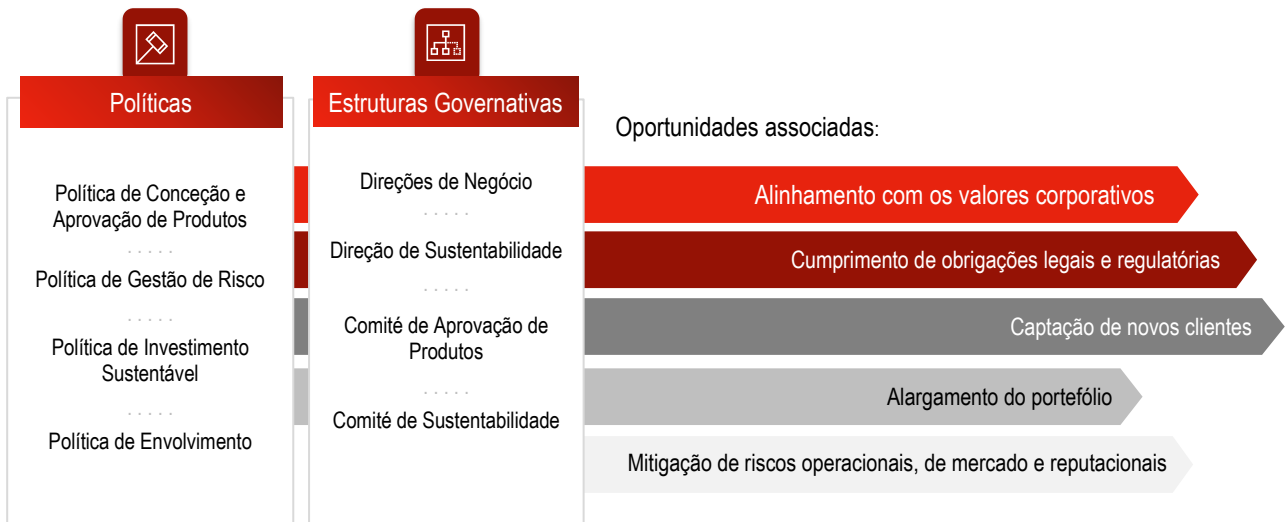 Políticas
Política de Conceção e
Aprovação de Produtos
. . . . .
Política de Gestão de Risco
. . . . .
Política de Investimento
Sustentável
. . . . .
Política de Envolvimento
Estruturas Governativas
Direções de Negócio
. . . . .
Direção de Sustentabilidade
. . . . .
Comité de Aprovação de
Produtos
. . . . .
Comité de Sustentabilidade
Oportunidades associadas:
Alinhamento com os valores corporativos
Cumprimento de obrigações legais e regulatórias
Captação de novos clientes
Alargamento do portefólio
Mitigação de riscos operacionais, de mercado e reputacionais